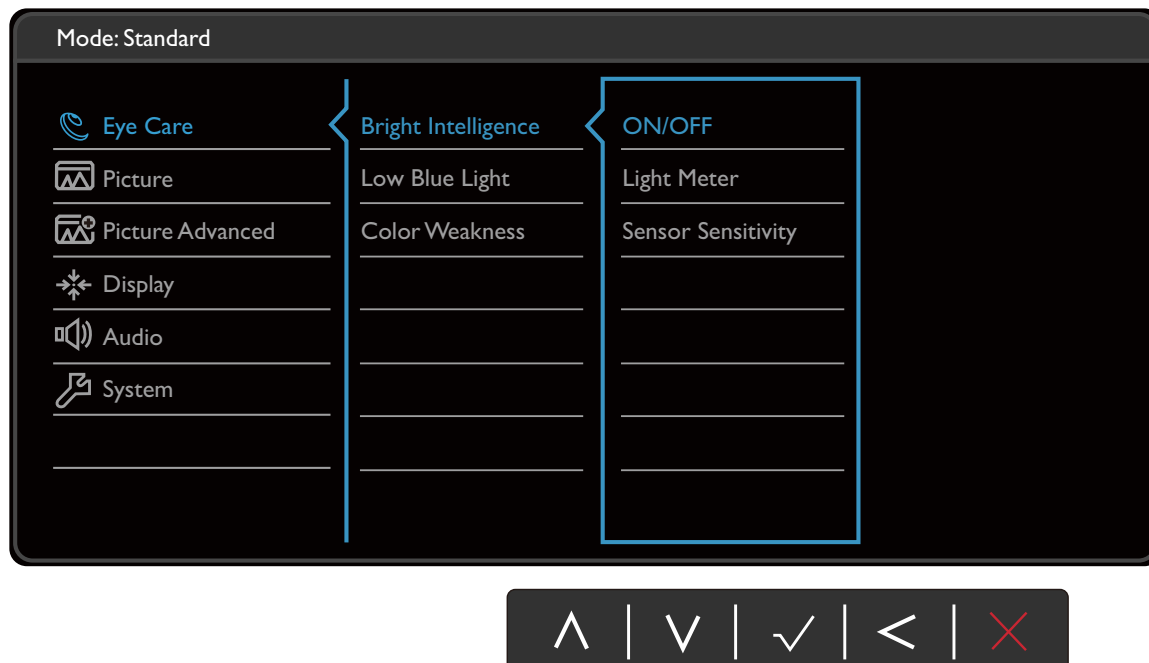 Mode: Standard
Eye Care
Picture
Picture Advanced
Display
Audio
System
Bright Intelligence
Low Blue Light
Color Weakness
ON/OFF
Light Meter
Sensor Sensitivity